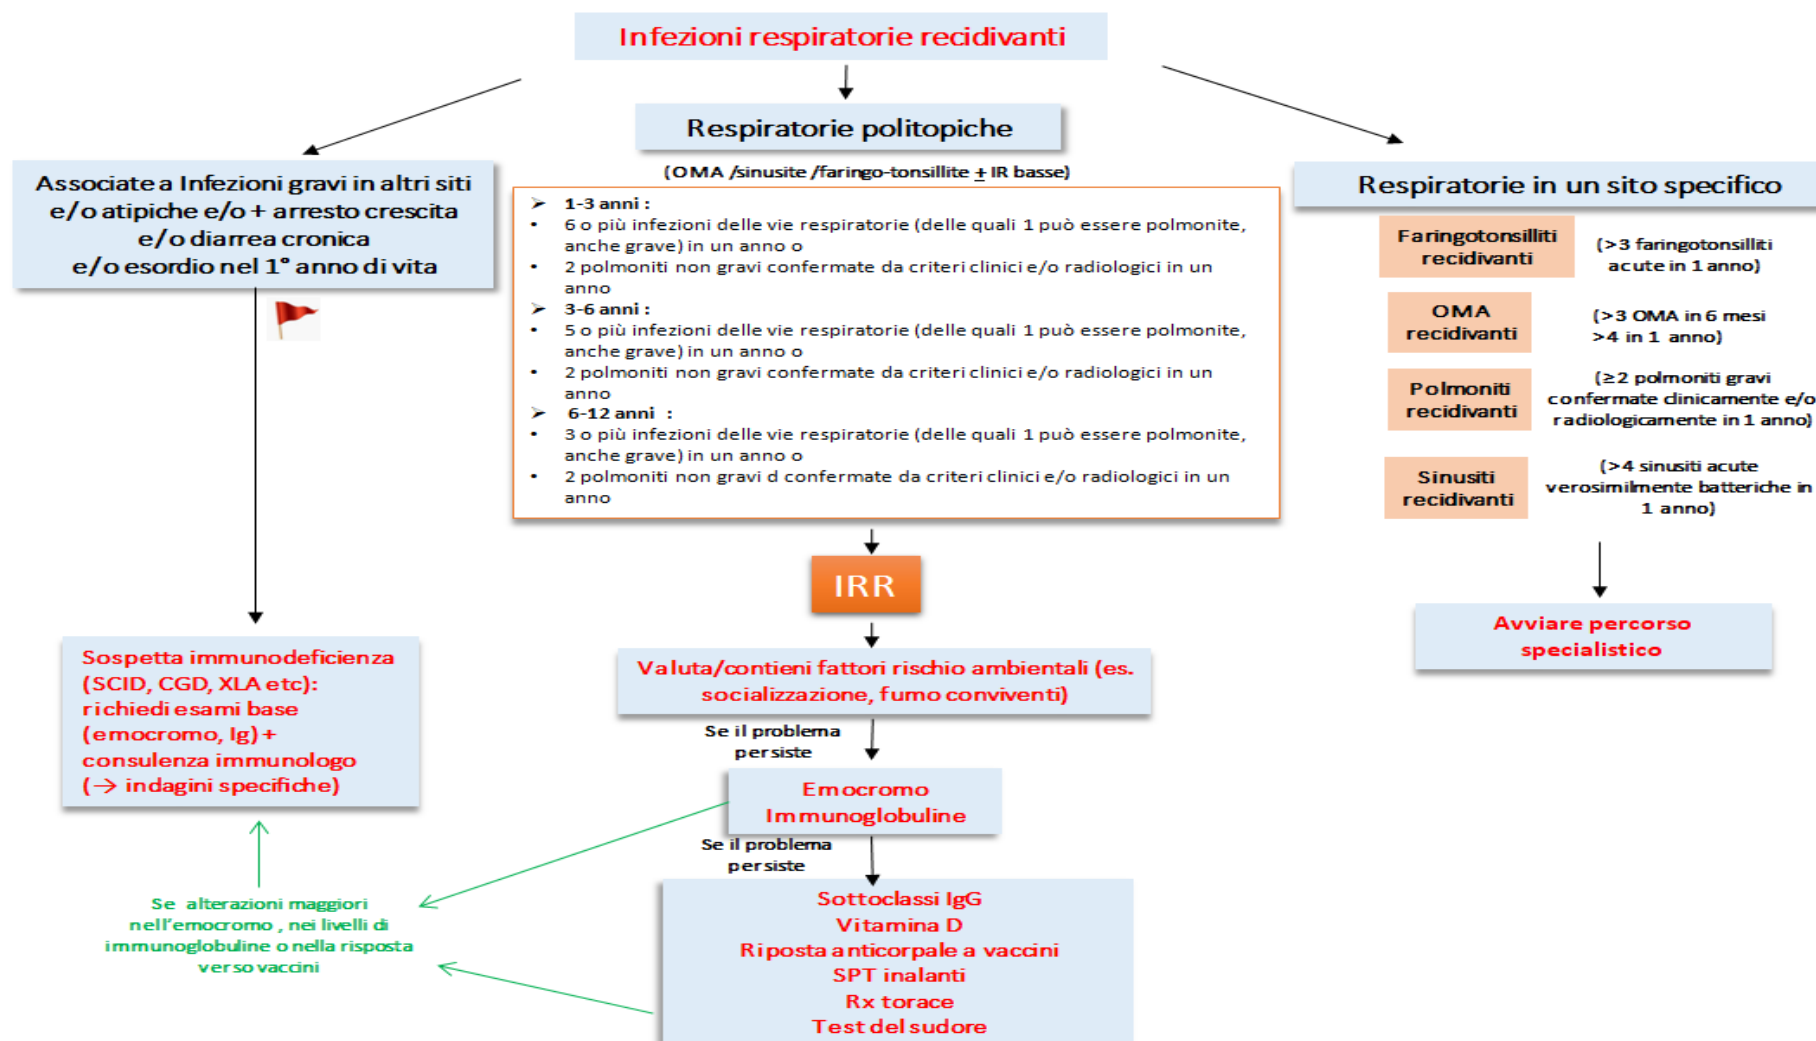 Infezioni respiratorie recidivanti
Associate a Infezioni gravi in altri siti
e/o atipiche e/o + arresto crescita
e/o diarrea cronica
e/o esordio nel 1° anno di vita
Sospetta immunodeficienza
(SCID, CGD, XLA etc):
richiedi esami base
(emocromo, Ig) +
consulenza immunologo
(→ indagini specifiche)
Se alterazioni maggiori
nell'emocromo , nei livelli di
immunoglobuline o nella risposta
verso vaccini
Respiratorie politopiche
(OMA /sinusite /faringo-tonsillite ± IR basse)
➢ 1-3 anni :
• 6 o più infezioni delle vie respiratorie (delle quali 1 può essere polmonite,
anche grave) in un anno o
• 2 polmoniti non gravi confermate da criteri clinici e/o radiologici in un
anno
➢ 3-6 anni :
• 5 o più infezioni delle vie respiratorie (delle quali 1 può essere polmonite,
anche grave) in un anno o
• 2 polmoniti non gravi confermate da criteri clinici e/o radiologici in un
anno
➢ 6-12 anni :
• 3 o più infezioni delle vie respiratorie (delle quali 1 può essere polmonite,
anche grave) in un anno o
• 2 polmoniti non gravi d confermate da criteri clinici e/o radiologici in un
anno
IRR
Valuta/contieni fattori rischio ambientali (es.
socializzazione, fumo conviventi)
Se il problema
persiste
Emocromo
Immunoglobuline
Se il problema
persiste
Sottoclassi IgG
Vitamina D
Riposta anticorpale a vaccini
SPT inalanti
Rx torace
Test del sudore
Respiratorie in un sito specifico
Faringotonsilliti
recidivanti
(>3 faringotonsilliti
acute in 1 anno)
OMA
recidivanti
(>3 OMA in 6 mesi
>4 in 1 anno)
Polmoniti
recidivanti
(≥2 polmoniti gravi
confermate clinicamente e/o
radiologicamente in 1 anno)
Sinusiti
recidivanti
(>4 sinusiti acute
verosimilmente batteriche in
1 anno)
Avviare percorso
specialistico